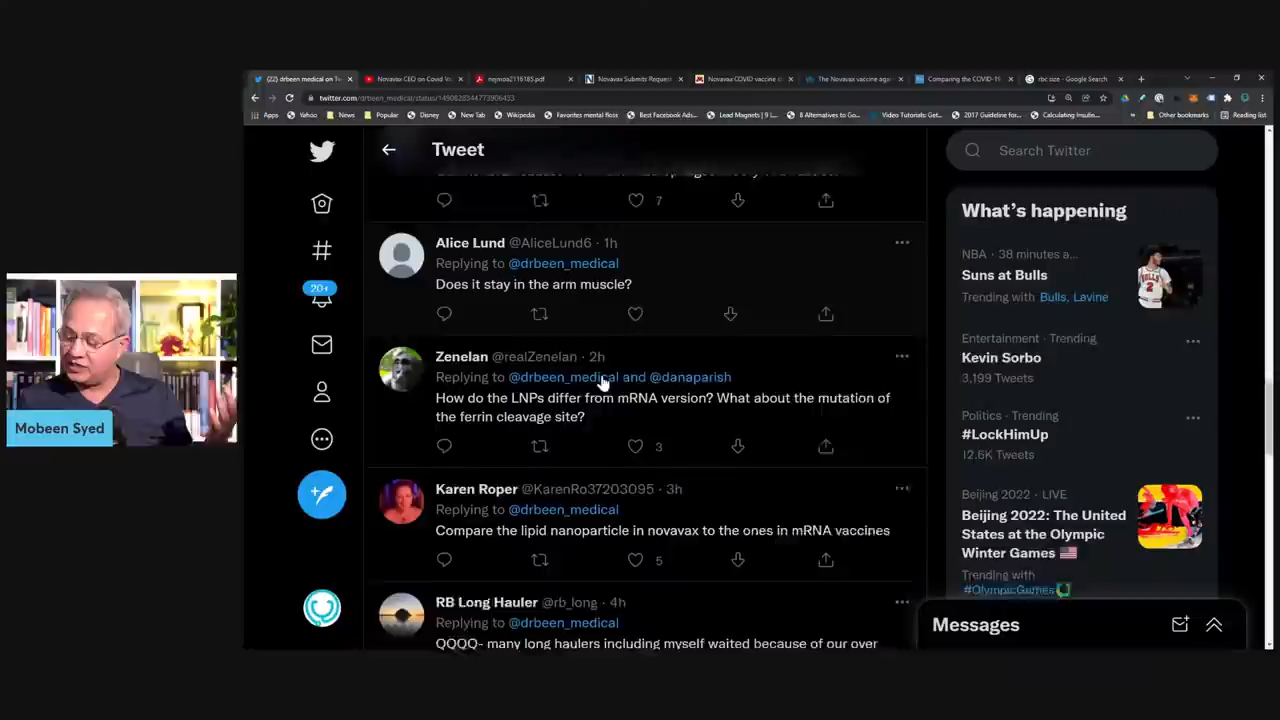 (22) drbeen medical on Tw
Novavax CEO on Covid Va
nejmoa2116185.pdf
Novavax Submits Request
Novavax COVID vaccine d
The Novavax vaccine aga
Comparing the COVID-19
rbc size - Google Search
twitter.com/drbeen_medical/status/1490828344773906433
Apps
Yahoo
News
Popular
Disney
New Tab
Wikipedia
Favorites mental floss
Best Facebook Ads...
Lead Magnets | 9 L...
8 Alternatives to Go...
Video Tutorials: Get...
2017 Guideline for...
Calculating Insulin...
Other bookmarks
Reading list
Tweet
Search Twitter
7
What's happening
NBA · 38 minutes a...
Suns at Bulls
Trending with Bulls, Lavine
Entertainment · Trending
Kevin Sorbo
3,199 Tweets
Politics · Trending
#LockHimUp
12.6K Tweets
Beijing 2022 · LIVE
Beijing 2022: The United
States at the Olympic
Winter Games
Trending with
#OlympicGames
Messages
20+
Alice Lund @AliceLund6 · 1h
Replying to @drbeen_medical
Does it stay in the arm muscle?
Zenelan @realZenelan · 2h
Replying to @drbeen_medical and @danaparish
How do the LNPs differ from mRNA version? What about the mutation of
the ferrin cleavage site?
3
Karen Roper @KarenRo37203095 · 3h
Replying to @drbeen_medical
Compare the lipid nanoparticle in novavax to the ones in mRNA vaccines
5
RB Long Hauler @rb_long · 4h
Replying to @drbeen_medical
QQQQ- many long haulers including myself waited because of our over
Mobeen Syed